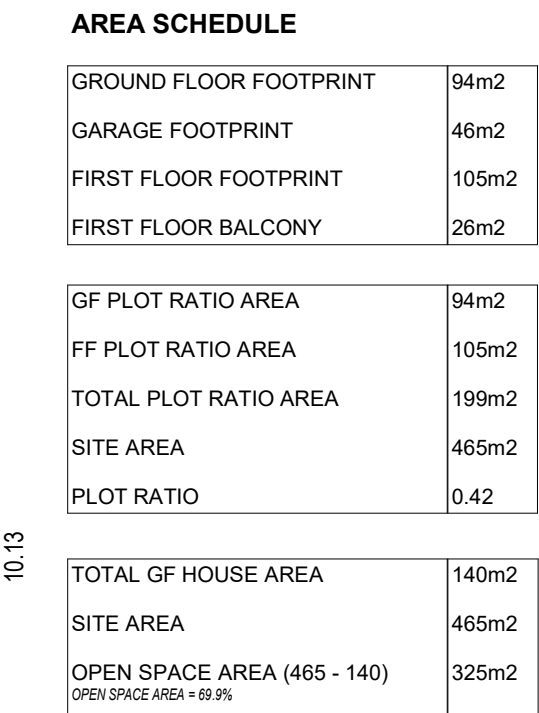 AREA SCHEDULE
GROUND FLOOR FOOTPRINT 94m2
GARAGE FOOTPRINT 46m2
FIRST FLOOR FOOTPRINT 105m2
FIRST FLOOR BALCONY 26m2
GF PLOT RATIO AREA 94m2
FF PLOT RATIO AREA 105m2
TOTAL PLOT RATIO AREA 199m2
SITE AREA 465m2
PLOT RATIO 0.42
10.13
TOTAL GF HOUSE AREA 140m2
SITE AREA 465m2
OPEN SPACE AREA (465 - 140) 325m2
OPEN SPACE AREA = 69.9%